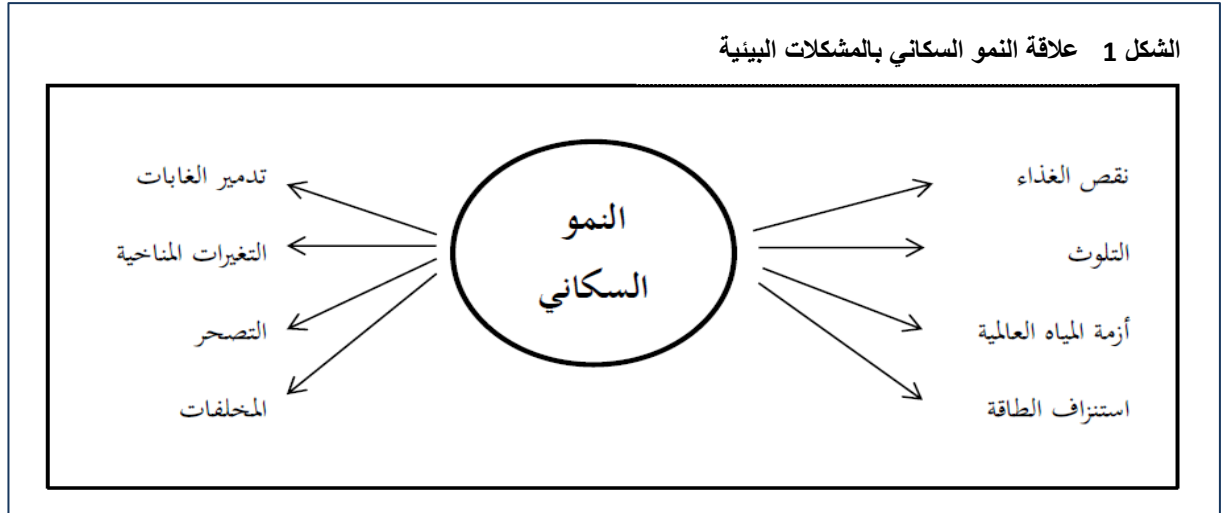 الشكل 1 علاقة النمو السكاني بالمشكلات البيئية
النمو
السكاني
نقص الغذاء
التلوث
أزمة المياه العالمية
استنزاف الطاقة
تدمير الغابات
التغيرات المناخية
التصحر
المخلفات